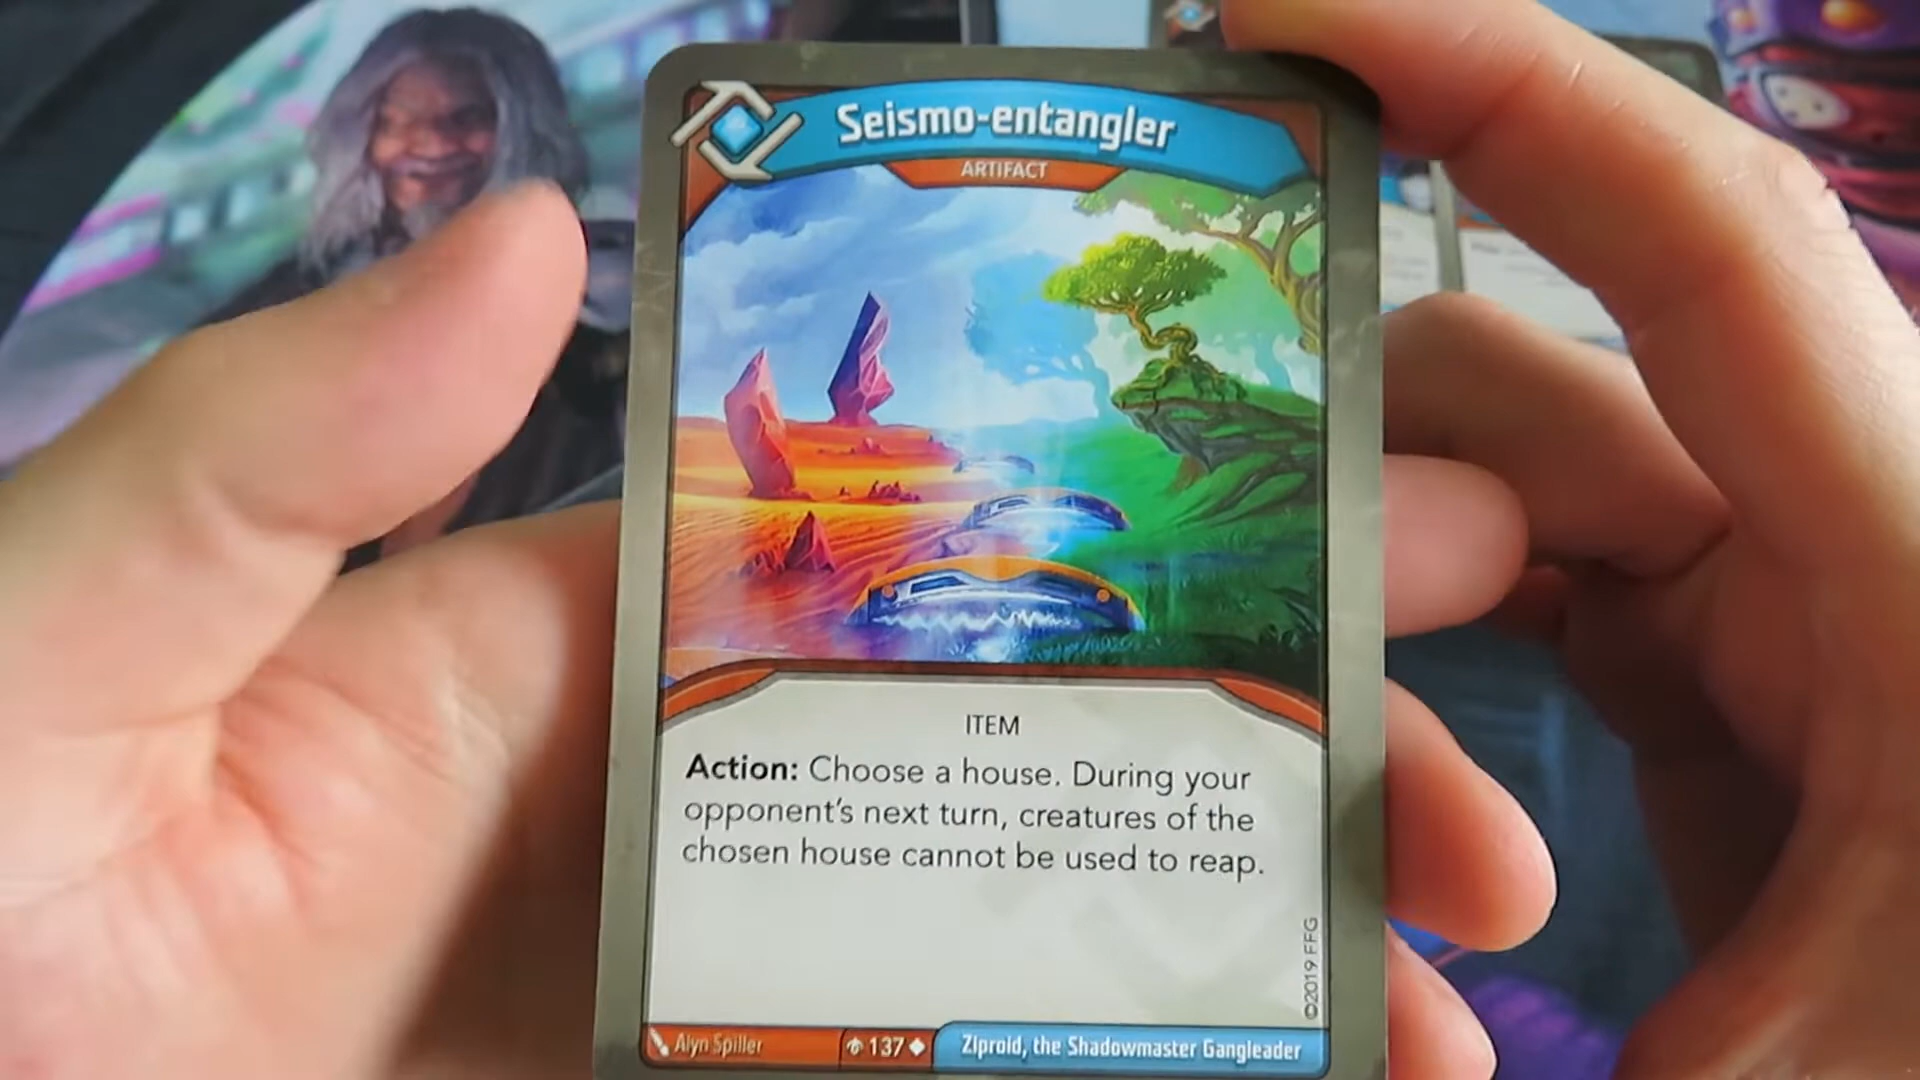 Seismo-entangler
ARTIFACT
ITEM
Action: Choose a house. During your
opponent's next turn, creatures of the
chosen house cannot be used to reap.
©2019 FFG
Alyn Spiller
137
Ziproid, the Shadowmaster Gangleader